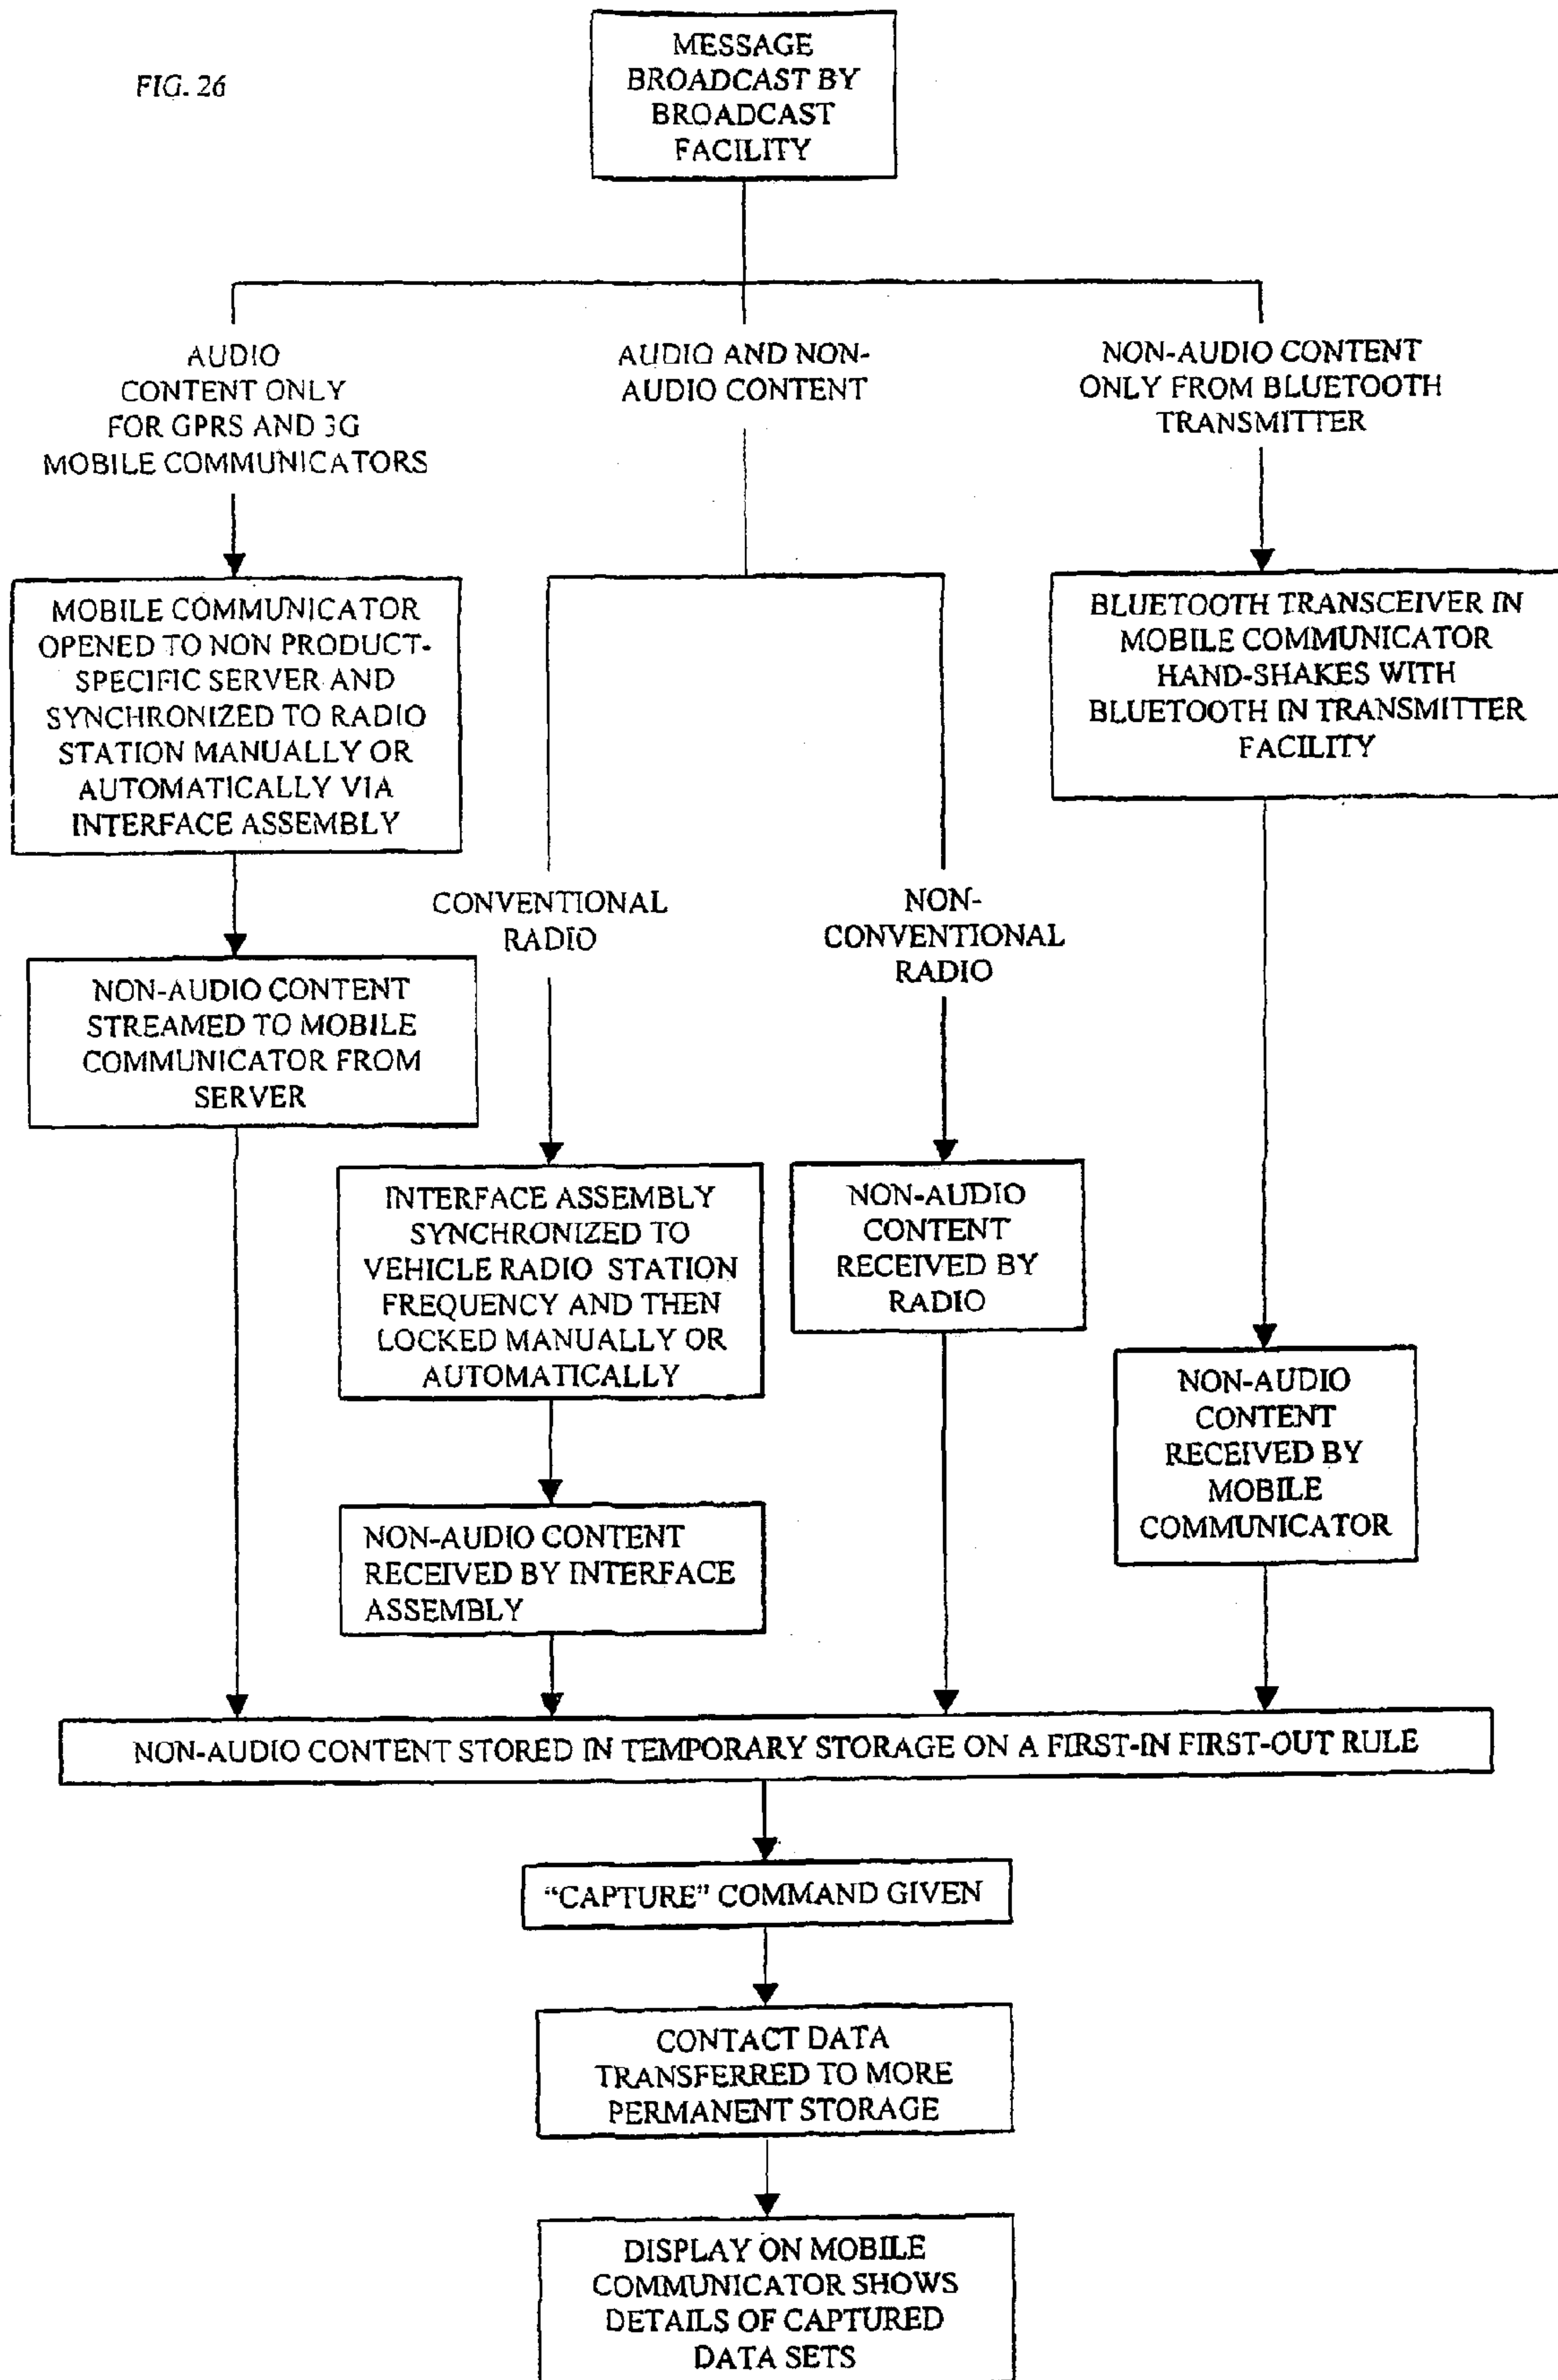 FIG. 26
MESSAGE
BROADCAST BY
BROADCAST
FACILITY
AUDIO
CONTENT ONLY
FOR GPRS AND 3G
MOBILE COMMUNICATORS
AUDIO AND NON-
AUDIO CONTENT
NON-AUDIO CONTENT
ONLY FROM BLUETOOTH
TRANSMITTER
MOBILE COMMUNICATOR
OPENED TO NON PRODUCT-
SPECIFIC SERVER AND
SYNCHRONIZED TO RADIO
STATION MANUALLY OR
AUTOMATICALLY VIA
INTERFACE ASSEMBLY
BLUETOOTH TRANSCEIVER IN
MOBILE COMMUNICATOR
HAND-SHAKES WITH
BLUETOOTH IN TRANSMITTER
FACILITY
CONVENTIONAL
RADIO
NON-
CONVENTIONAL
RADIO
NON-AUDIO CONTENT
STREAMED TO MOBILE
COMMUNICATOR FROM
SERVER
INTERFACE ASSEMBLY
SYNCHRONIZED TO
VEHICLE RADIO STATION
FREQUENCY AND THEN
LOCKED MANUALLY OR
AUTOMATICALLY
NON-AUDIO
CONTENT
RECEIVED BY
RADIO
NON-AUDIO
CONTENT
RECEIVED BY
MOBILE
COMMUNICATOR
NON-AUDIO CONTENT
RECEIVED BY INTERFACE
ASSEMBLY
NON-AUDIO CONTENT STORED IN TEMPORARY STORAGE ON A FIRST-IN FIRST-OUT RULE
“CAPTURE” COMMAND GIVEN
CONTACT DATA
TRANSFERRED TO MORE
PERMANENT STORAGE
DISPLAY ON MOBILE
COMMUNICATOR SHOWS
DETAILS OF CAPTURED
DATA SETS